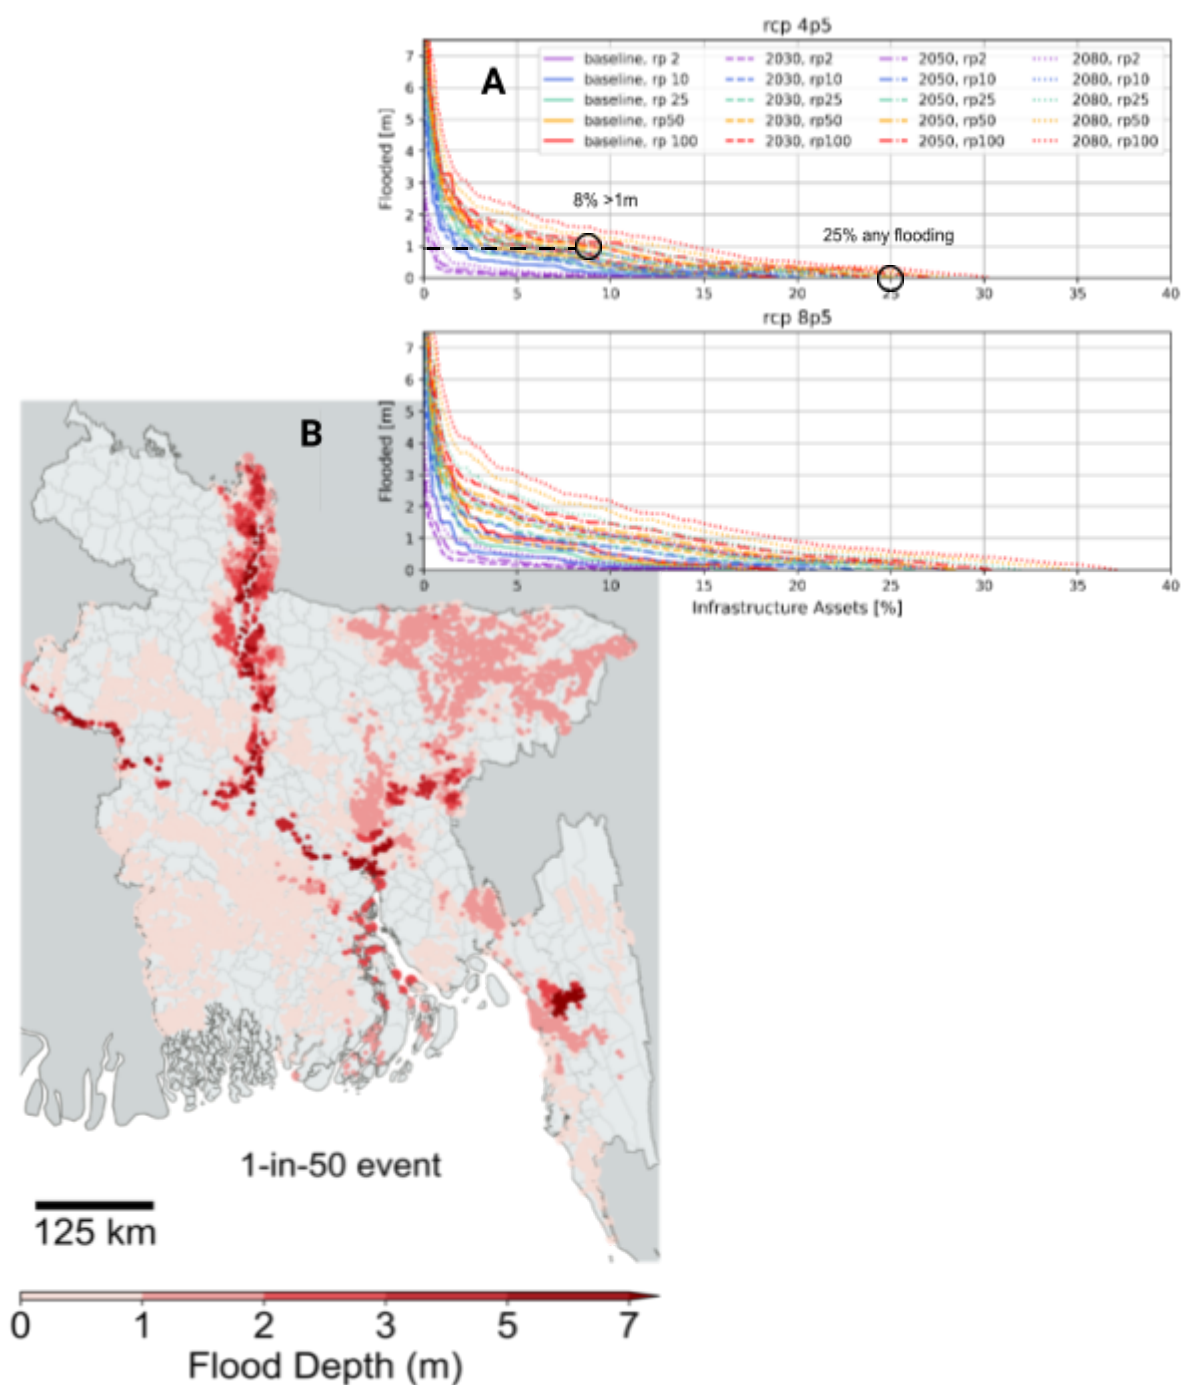 rcp 4p5
A
baseline, rp 2 2030, rp2 2050, rp2 2080, rp2
baseline, rp 10 2030, rp10 2050, rp10 2080, rp10
baseline, rp 25 2030, rp25 2050, rp 25 2080, rp25
baseline, rp50 2030, rp50 2050, rp50 2080, rp50
baseline, rp 100 2030, rp100 2050, rp100 2080, rp100
Flooded [m]
7
6
5
4
3
2
1
0
8% >1m
25% any flooding
0 5 10 15 20 25 30 35 40
rcp 8p5
Flooded [m]
7
6
5
4
3
2
1
0
0 5 10 15 20 25 30 35 40
Infrastructure Assets [%]
B
1-in-50 event
125 km
0 1 2 3 5 7
Flood Depth (m)